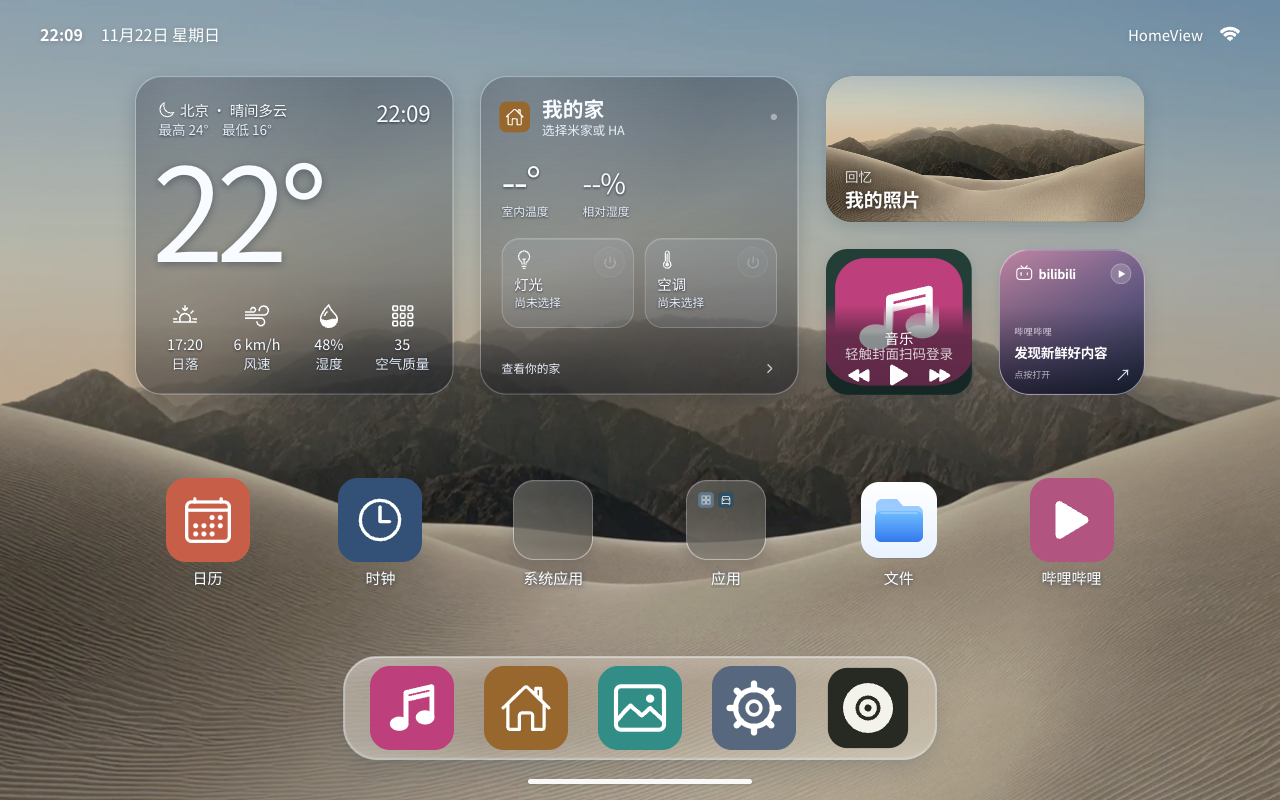 22:09 11月22日 星期日
HomeView
北京 · 晴间多云
22:09
最高 24° 最低 16°
22°
17:20
日落
6 km/h
风速
48%
湿度
35
空气质量
我的家
选择米家或 HA
--°
室内温度
--%
相对湿度
灯光
尚未选择
空调
尚未选择
查看你的家
回忆
我的照片
音乐
轻触封面扫码登录
bilibili
哔哩哔哩
发现新鲜好内容
点按打开
日历
时钟
系统应用
应用
文件
哔哩哔哩